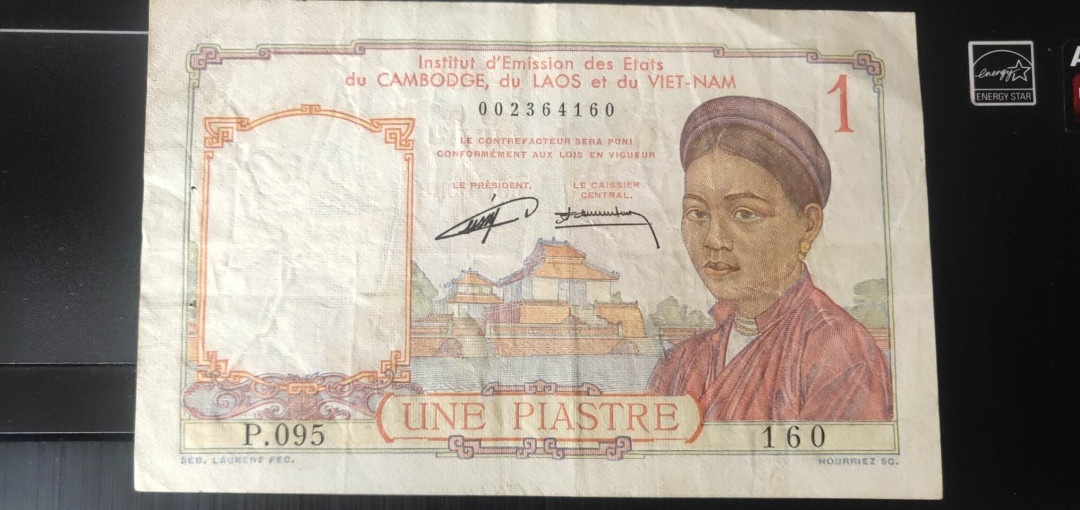 Institut d'Emission des Etats
du CAMBODGE, du LAOS et du VIET-NAM
1
002364160
LE CONTREFACTEUR SERA PUNI
CONFORMÉMENT AUX LOIS EN VIGUEUR
LE PRÉSIDENT,
LE CAISSIER
CENTRAL,
UNE PIASTRE
P.095
160
SÉB. LAURENT FEC.
HOURRIEZ SC.
energy
ENERGY STAR